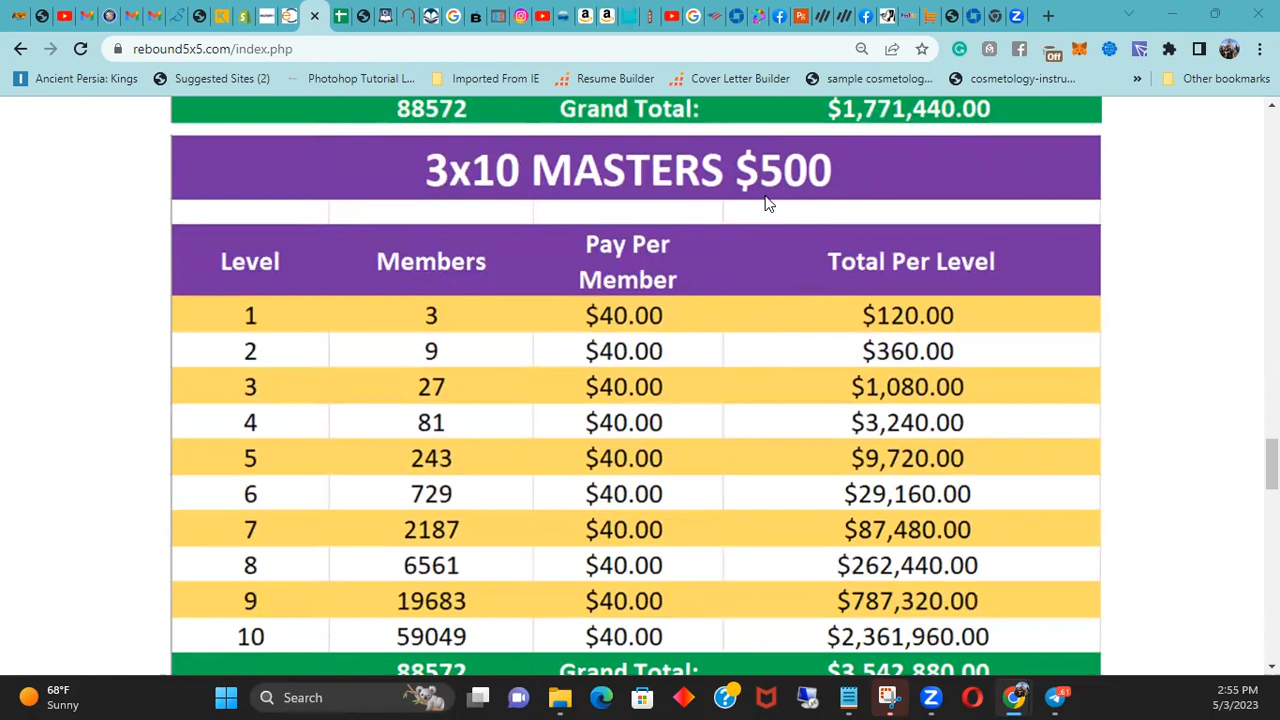 rebound5x5.com/index.php
Ancient Persia: Kings Suggested Sites (2) Photohop Tutorial L... Imported From IE Resume Builder Cover Letter Builder sample cosmetolog... cosmetology-instru... » Other bookmarks
Off
88572 Grand Total: $1,771,440.00
3x10 MASTERS $500
Level Members Pay Per Member Total Per Level
1 3 $40.00 $120.00
2 9 $40.00 $360.00
3 27 $40.00 $1,080.00
4 81 $40.00 $3,240.00
5 243 $40.00 $9,720.00
6 729 $40.00 $29,160.00
7 2187 $40.00 $87,480.00
8 6561 $40.00 $262,440.00
9 19683 $40.00 $787,320.00
10 59049 $40.00 $2,361,960.00
88572 Grand Total: $3,542,880.00
68°F
Sunny
Search
61
2:55 PM
5/3/2023